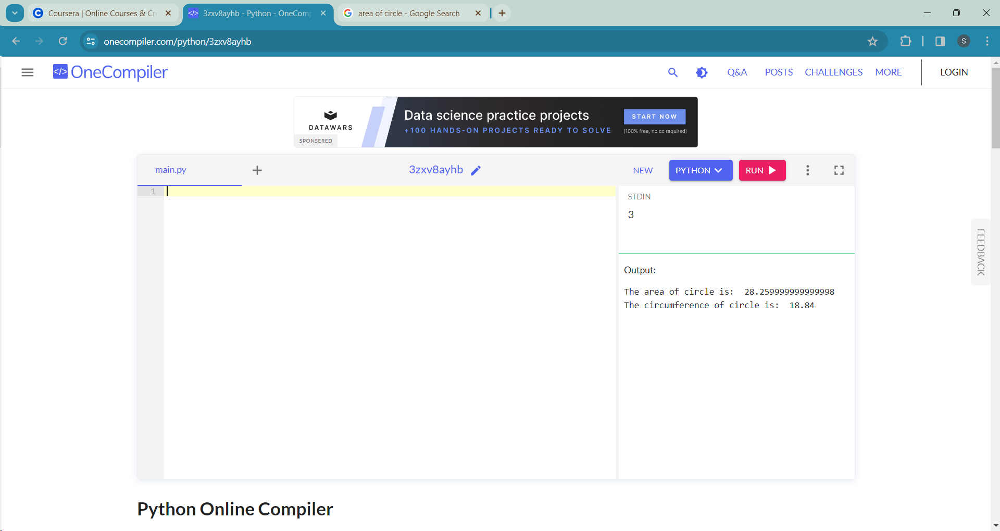 Coursera | Online Courses & Cr
3zxv8ayhb - Python - OneComp
area of circle - Google Search
onecompiler.com/python/3zxv8ayhb
S
</> OneCompiler
Q&A
POSTS
CHALLENGES
MORE
LOGIN
DATAWARS
SPONSERED
Data science practice projects
+100 HANDS-ON PROJECTS READY TO SOLVE
START NOW
(100% free, no cc required)
main.py
3zxv8ayhb
NEW
PYTHON
RUN
1
STDIN
3
Output:
The area of circle is:  28.259999999999998
The circumference of circle is:  18.84
FEEDBACK
Python Online Compiler